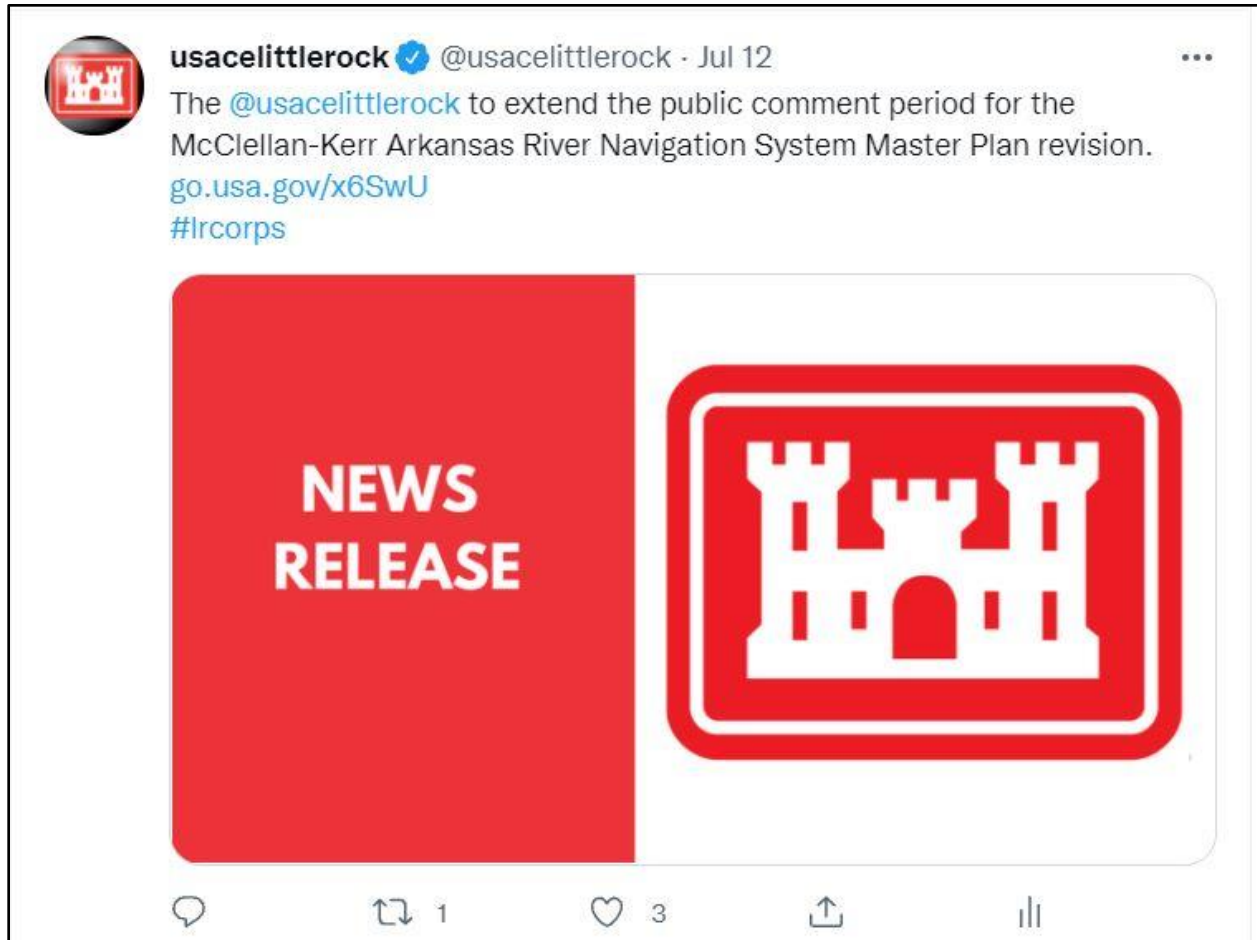 usacelittlerock @usacelittlerock · Jul 12
The @usacelittlerock to extend the public comment period for the
McClellan-Kerr Arkansas River Navigation System Master Plan revision.
go.usa.gov/x6SwU
#lrcorps
NEWS
RELEASE
1 3